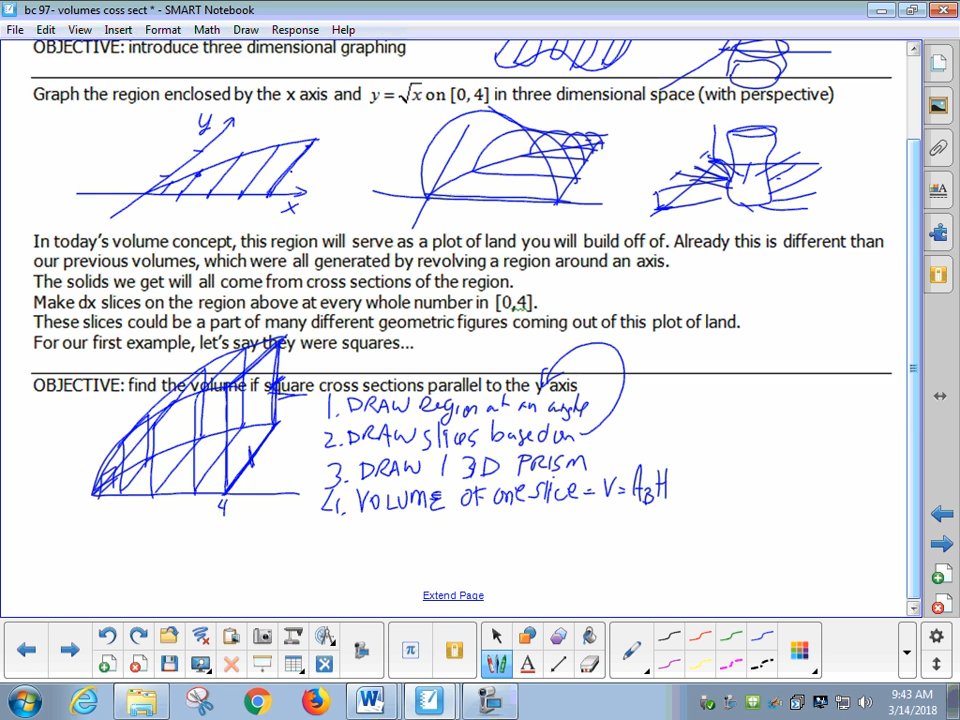 bc 97- volumes coss sect * - SMART Notebook
File Edit View Insert Format Math Draw Response Help
OBJECTIVE: introduce three dimensional graphing
Graph the region enclosed by the x axis and y = √x on [0, 4] in three dimensional space (with perspective)
y
x
In today's volume concept, this region will serve as a plot of land you will build off of. Already this is different than
our previous volumes, which were all generated by revolving a region around an axis.
The solids we get will all come from cross sections of the region.
Make dx slices on the region above at every whole number in [0,4].
These slices could be a part of many different geometric figures coming out of this plot of land.
For our first example, let's say they were squares...
OBJECTIVE: find the volume if square cross sections parallel to the y axis
1. DRAW region at an angle
2. DRAW slices based on
3. DRAW 1 3D PRISM
4. VOLUME of one slice = V = A_B H
4
Extend Page
9:43 AM
3/14/2018